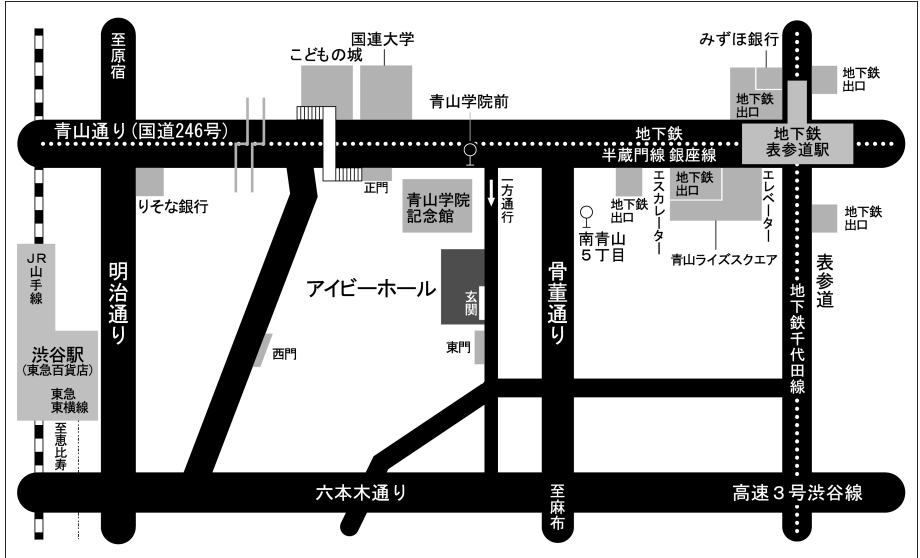 至原宿
こどもの城
国連大学
青山学院前
みずほ銀行
地下鉄
出口
地下鉄
出口
青山通り(国道246号)
地下鉄
半蔵門線 銀座線
地下鉄
表参道駅
りそな銀行
正門
青山学院
記念館
一方通行
地下鉄
出口
エスカレーター
地下鉄
出口
エレベーター
地下鉄
出口
南青山
5丁目
青山ライズスクエア
JR
山手線
明治通り
アイビーホール
玄関
骨董通り
表参道
地下鉄千代田線
渋谷駅
(東急百貨店)
東急
東横線
西門
東門
至恵比寿
六本木通り
至麻布
高速3号渋谷線